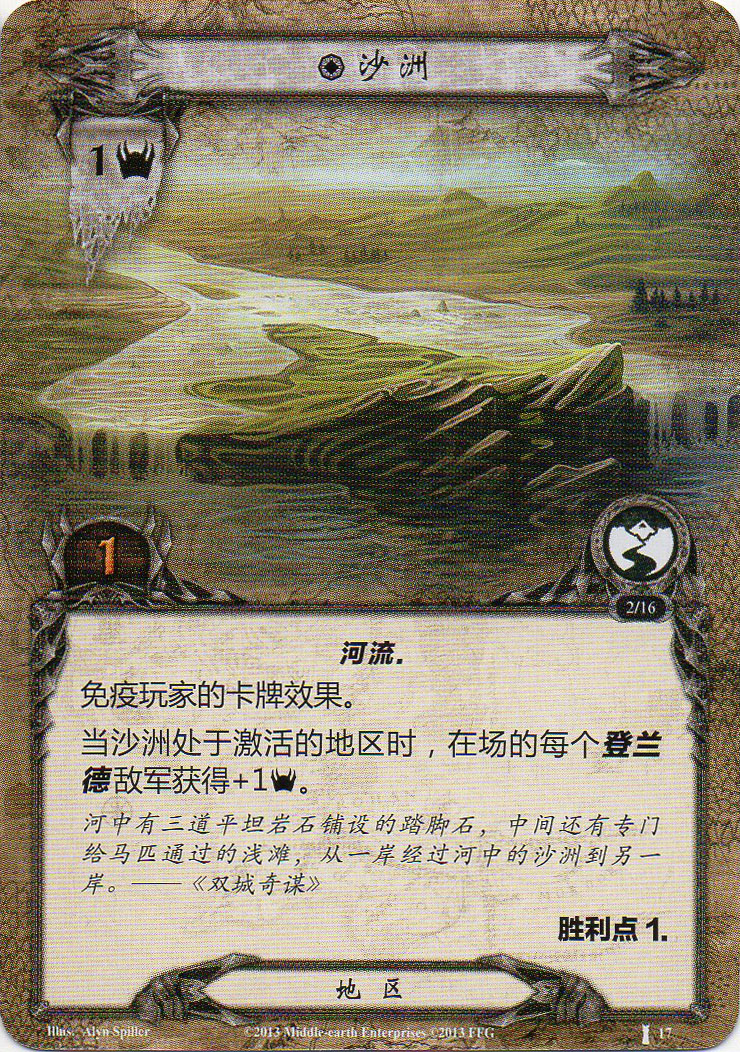 沙洲
1
1
2/16
河流.
免疫玩家的卡牌效果。
当沙洲处于激活的地区时，在场的每个登兰
德敌军获得+1。
河中有三道平坦岩石铺设的踏脚石，中间还有专门
给马匹通过的浅滩，从一岸经过河中的沙洲到另一
岸。——《双城奇谋》
胜利点 1.
地区
Illus. Alvn Spiller ©2013 Middle-earth Enterprises ©2013 FFG 17